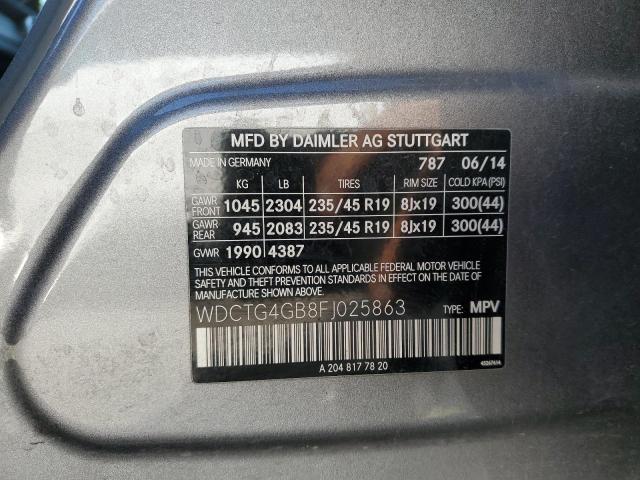 MFD BY DAIMLER AG STUTTGART
MADE IN GERMANY 787 06/14
KG LB TIRES RIM SIZE COLD KPA (PSI)
GAWR FRONT 1045 2304 235/45 R19 8Jx19 300(44)
GAWR REAR 945 2083 235/45 R19 8Jx19 300(44)
GVWR 1990 4387
THIS VEHICLE CONFORMS TO ALL APPLICABLE FEDERAL MOTOR VEHICLE
SAFETY AND THEFT PREVENTION STANDARDS IN EFFECT ON THE DATE
OF MANUFACTURE SHOWN ABOVE.
WDCTG4GB8FJ025863 TYPE: MPV
A 204 817 78 20